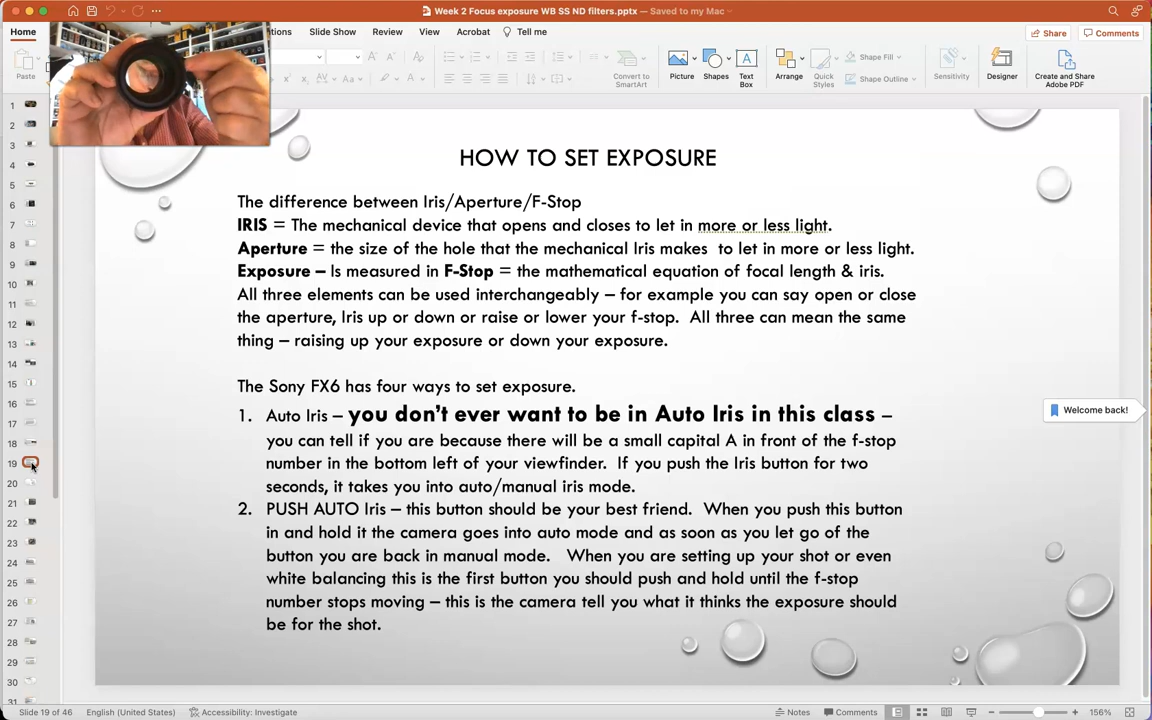 Week 2 Focus exposure WB SS ND filters.pptx — Saved to my Mac
Home
tions
Slide Show
Review
View
Acrobat
Tell me
Share
Comments
Paste
Convert to
SmartArt
Picture
Shapes
Text
Box
Arrange
Quick
Styles
Shape Fill
Shape Outline
Sensitivity
Designer
Create and Share
Adobe PDF
1
2
3
4
5
6
7
8
9
10
11
12
13
14
15
16
17
18
19
20
21
22
23
24
25
26
27
28
29
30
31
HOW TO SET EXPOSURE
The difference between Iris/Aperture/F-Stop
IRIS = The mechanical device that opens and closes to let in more or less light.
Aperture = the size of the hole that the mechanical Iris makes to let in more or less light.
Exposure – Is measured in F-Stop = the mathematical equation of focal length & iris.
All three elements can be used interchangeably – for example you can say open or close
the aperture, Iris up or down or raise or lower your f-stop. All three can mean the same
thing – raising up your exposure or down your exposure.
The Sony FX6 has four ways to set exposure.
1. Auto Iris – you don't ever want to be in Auto Iris in this class –
you can tell if you are because there will be a small capital A in front of the f-stop
number in the bottom left of your viewfinder. If you push the Iris button for two
seconds, it takes you into auto/manual iris mode.
2. PUSH AUTO Iris – this button should be your best friend. When you push this button
in and hold it the camera goes into auto mode and as soon as you let go of the
button you are back in manual mode. When you are setting up your shot or even
white balancing this is the first button you should push and hold until the f-stop
number stops moving – this is the camera tell you what it thinks the exposure should
be for the shot.
Welcome back!
Slide 19 of 46
English (United States)
Accessibility: Investigate
Notes
Comments
156%